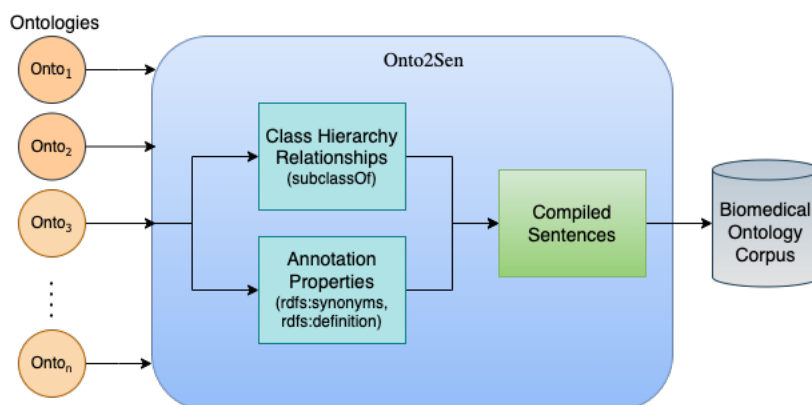 Ontologies
Onto1
Onto2
Onto3
Onton
Onto2Sen
Class Hierarchy
Relationships
(subclassOf)
Annotation
Properties
(rdfs:synonyms,
rdfs:definition)
Compiled
Sentences
Biomedical
Ontology
Corpus